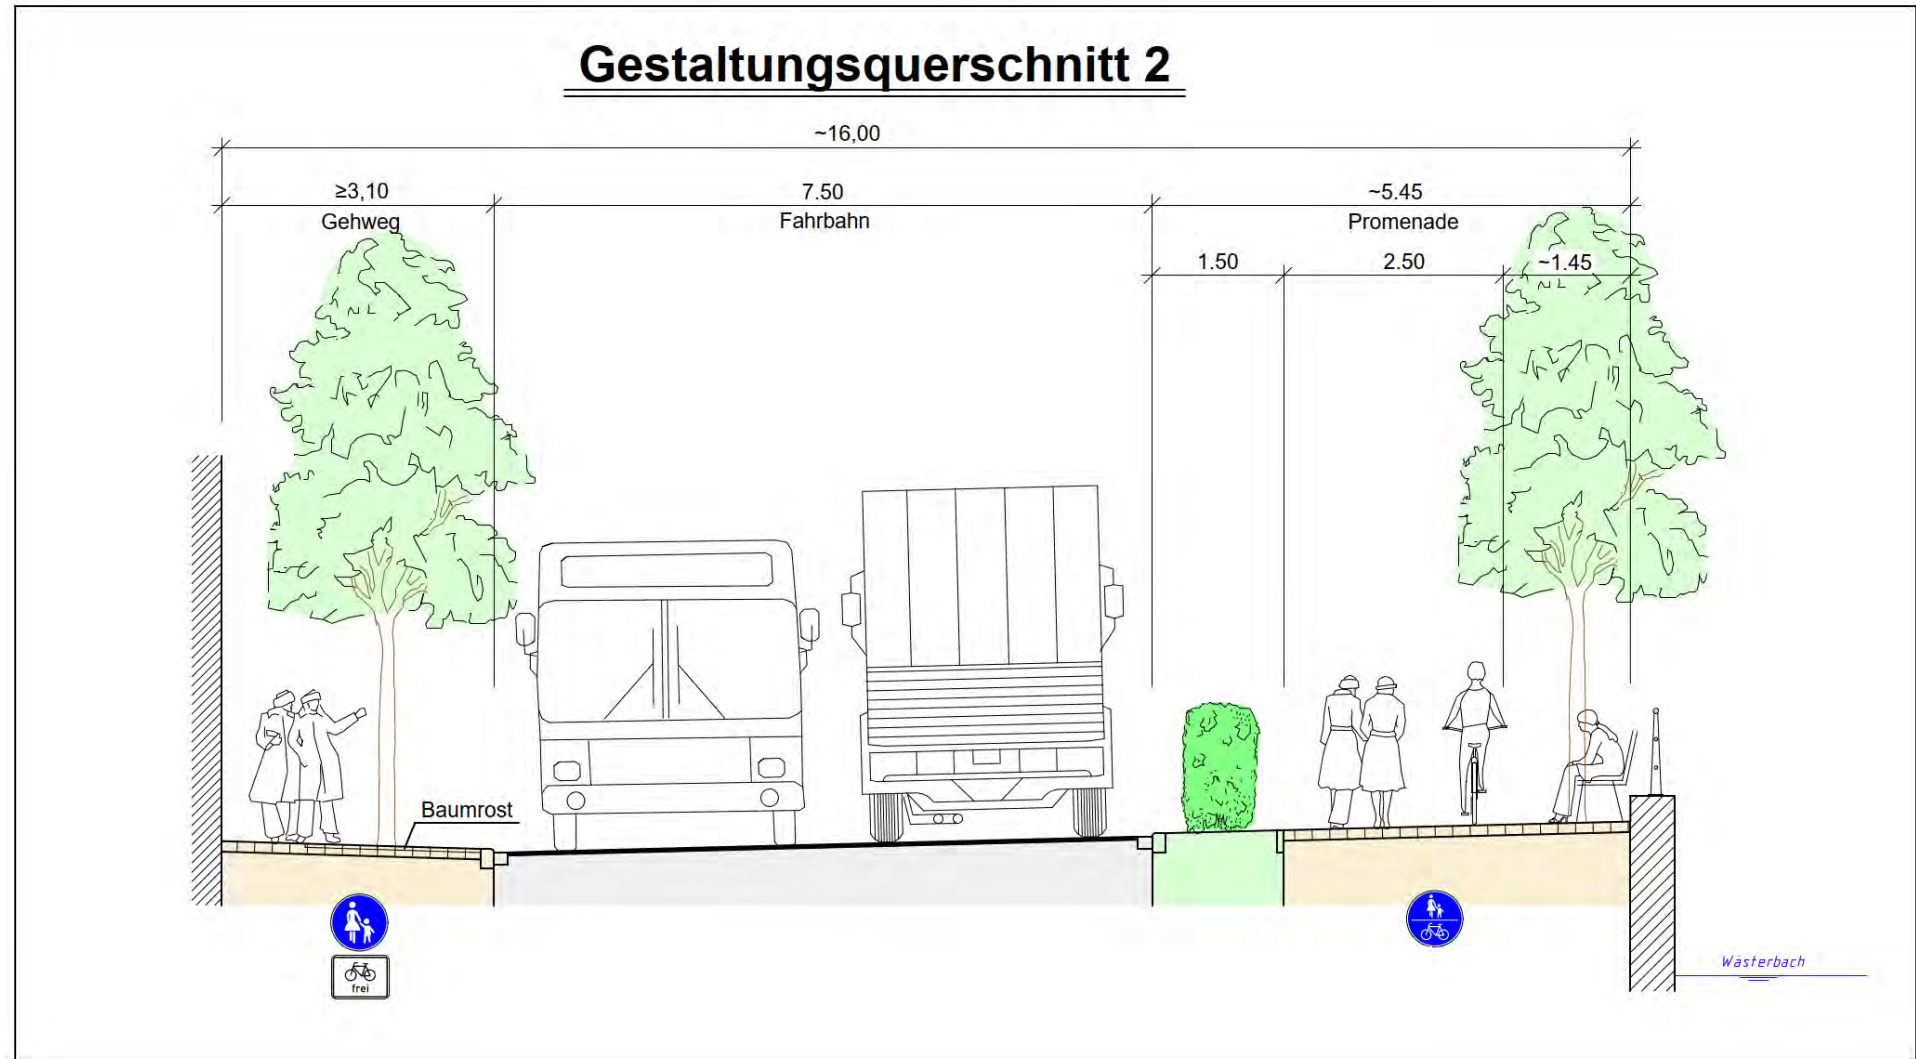 Gestaltungsquerschnitt 2
~16,00
≥3,10
7.50
~5.45
Gehweg
Fahrbahn
Promenade
1.50
2.50
~1.45
Baumrost
frei
Wästerbach